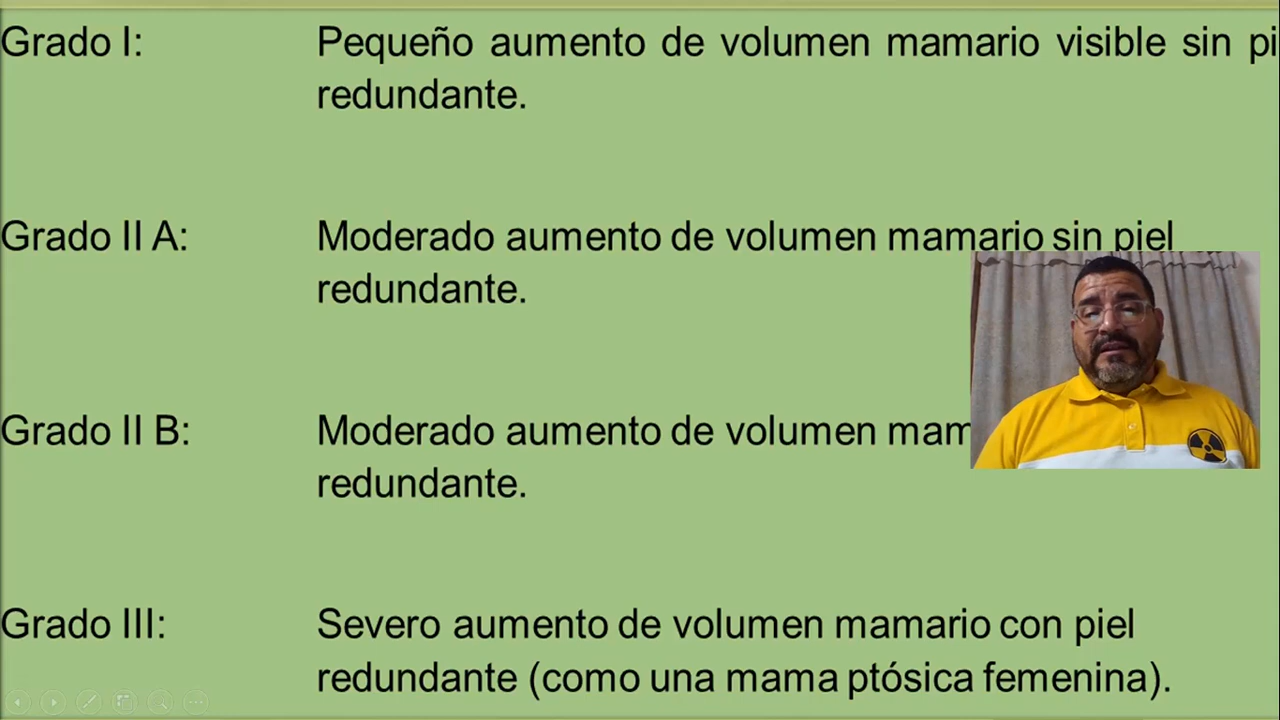 Grado I: Pequeño aumento de volumen mamario visible sin
redundante.
Grado II A: Moderado aumento de volumen mamario sin piel
redundante.
Grado II B: Moderado aumento de volumen
redundante.
Grado III: Severo aumento de volumen mamario con piel
redundante (como una mama ptósica femenina).